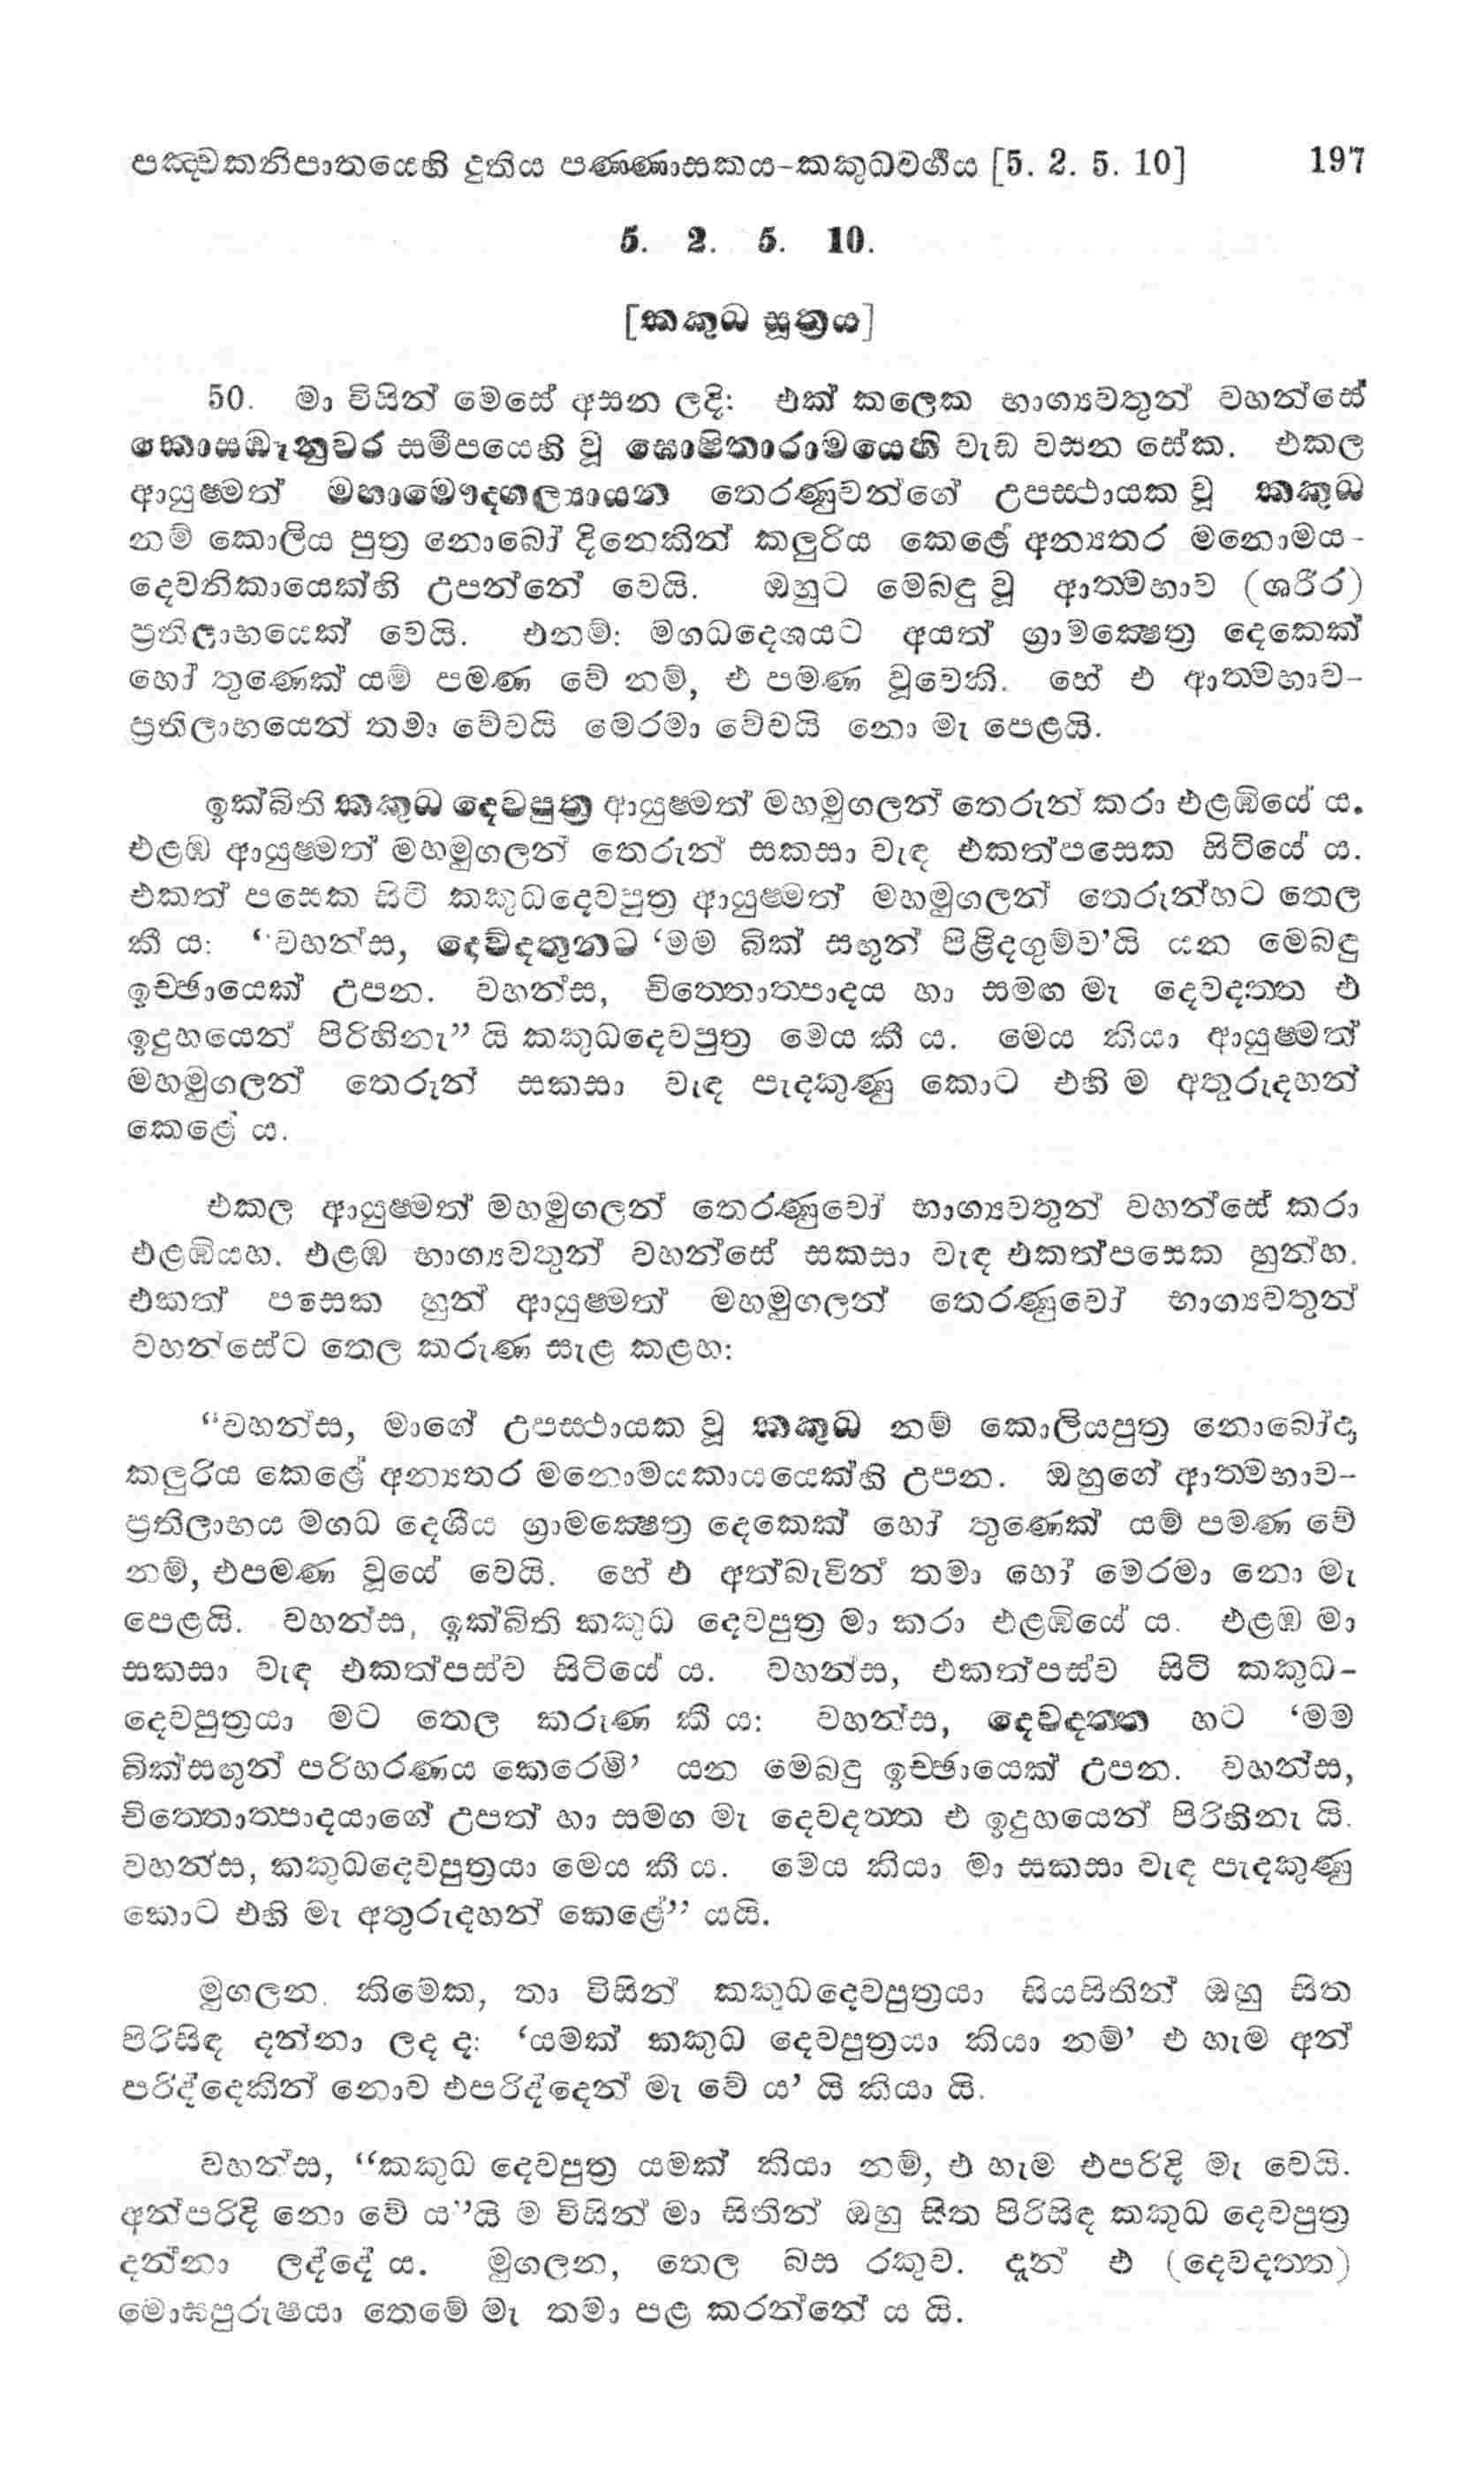 පඤ්චකනිපාතයෙහි දුතිය පණ්ණාසකය-කකුධවර්ගය [5. 2. 5. 10] 197
5. 2. 5. 10.
[කකුධ සූත්‍රය]
50. මා විසින් මෙසේ අසන ලදි: එක් කලෙක භාග්‍යවතුන් වහන්සේ
කොසඹෑනුවර සමීපයෙහි වූ ඝොෂිතාරාමයෙහි වැඩ වසන සේක. එකල
ආයුෂ්මත් මහාමෞද්ගල්‍යායන තෙරණුවන්ගේ උපස්ථායක වූ කකුධ
නම් කොලිය පුත්‍ර නොබෝ දිනෙකින් කලුරිය කෙළේ අන්‍යතර මනොමය-
දෙවනිකායෙක්හි උපන්නේ වෙයි. ඔහුට මෙබඳු වූ ආත්මභාව (ශරීර)
ප්‍රතිලාභයෙක් වෙයි. එනම්: මගධදෙශයට අයත් ග්‍රාමක්ෂෙත්‍ර දෙකෙක්
හෝ තුණෙක් යම් පමණ වේ නම්, එ පමණ වූවෙකි. හේ එ ආත්මභාව-
ප්‍රතිලාභයෙන් තමා වේවයි මෙරමා වේවයි නො මැ පෙළයි.
ඉක්බිති කකුධ දෙවපුත්‍ර ආයුෂ්මත් මහමුගලන් තෙරුන් කරා එළඹියේ ය.
එළඹ ආයුෂ්මත් මහමුගලන් තෙරුන් සකසා වැඳ එකත්පසෙක සිටියේ ය.
එකත් පසෙක සිටි කකුධදෙවපුත්‍ර ආයුෂ්මත් මහමුගලන් තෙරුන්හට තෙල
කී ය: “වහන්ස, දෙව්දතුනට ‘මම බික් සඟුන් පිළිදගුම්ව’යි යන මෙබඳු
ඉච්ඡායෙක් උපන. වහන්ස, චිත්තොත්පාදය හා සමඟ මැ දෙවදත්ත එ
ඉදුහයෙන් පිරිහිනැ” යි කකුධදෙවපුත්‍ර මෙය කී ය. මෙය කියා ආයුෂ්මත්
මහමුගලන් තෙරුන් සකසා වැඳ පැදකුණු කොට එහි ම අතුරුදහන්
කෙළේ ය.
එකල ආයුෂ්මත් මහමුගලන් තෙරණුවෝ භාග්‍යවතුන් වහන්සේ කරා
එළඹියහ. එළඹ භාග්‍යවතුන් වහන්සේ සකසා වැඳ එකත්පසෙක හුන්හ.
එකත් පසෙක හුන් ආයුෂ්මත් මහමුගලන් තෙරණුවෝ භාග්‍යවතුන්
වහන්සේට තෙල කරුණ සැළ කළහ:
“වහන්ස, මාගේ උපස්ථායක වූ කකුධ නම් කොලියපුත්‍ර නොබෝදා
කලුරිය කෙළේ අන්‍යතර මනොමයකායයෙක්හි උපන. ඔහුගේ ආත්මභාව-
ප්‍රතිලාභය මගධ දෙශීය ග්‍රාමක්ෂෙත්‍ර දෙකෙක් හෝ තුණෙක් යම් පමණ වේ
නම්, එපමණ වූයේ වෙයි. හේ එ අත්බැවින් තමා හෝ මෙරමා නො මැ
පෙළයි. වහන්ස, ඉක්බිති කකුධ දෙවපුත්‍ර මා කරා එළඹියේ ය. එළඹ මා
සකසා වැඳ එකත්පස්ව සිටියේ ය. වහන්ස, එකත්පස්ව සිටි කකුධ-
දෙවපුත්‍රයා මට තෙල කරුණ කී ය: වහන්ස, දෙවදත්ත හට ‘මම
බික්සඟුන් පරිහරණය කෙරෙමි’ යන මෙබඳු ඉච්ඡායෙක් උපන. වහන්ස,
චිත්තොත්පාදයාගේ උපත් හා සමග මැ දෙවදත්ත එ ඉදුහයෙන් පිරිහිනැ යි.
වහන්ස, කකුධදෙවපුත්‍රයා මෙය කී ය. මෙය කියා මා සකසා වැඳ පැදකුණු
කොට එහි මැ අතුරුදහන් කෙළේ” යයි.
මුගලන. කිමෙක, තා විසින් කකුධදෙවපුත්‍රයා සියසිතින් ඔහු සිත
පිරිසිඳ දන්නා ලද ද: ‘යමක් කකුධ දෙවපුත්‍රයා කියා නම්’ එ හැම අන්
පරිද්දෙකින් නොව එපරිද්දෙන් මැ වේ ය’ යි කියා යි.
වහන්ස, “කකුධ දෙවපුත්‍ර යමක් කියා නම්, එ හැම එපරිදි මැ වෙයි.
අන්පරිදි නො වේ ය”යි ම විසින් මා සිතින් ඔහු සිත පිරිසිඳ කකුධ දෙවපුත්‍ර
දන්නා ලද්දේ ය. මුගලන, තෙල බස රකුව. දැන් එ (දෙවදත්ත)
මොඝපුරුෂයා තෙමේ මැ තමා පළ කරන්නේ ය යි.